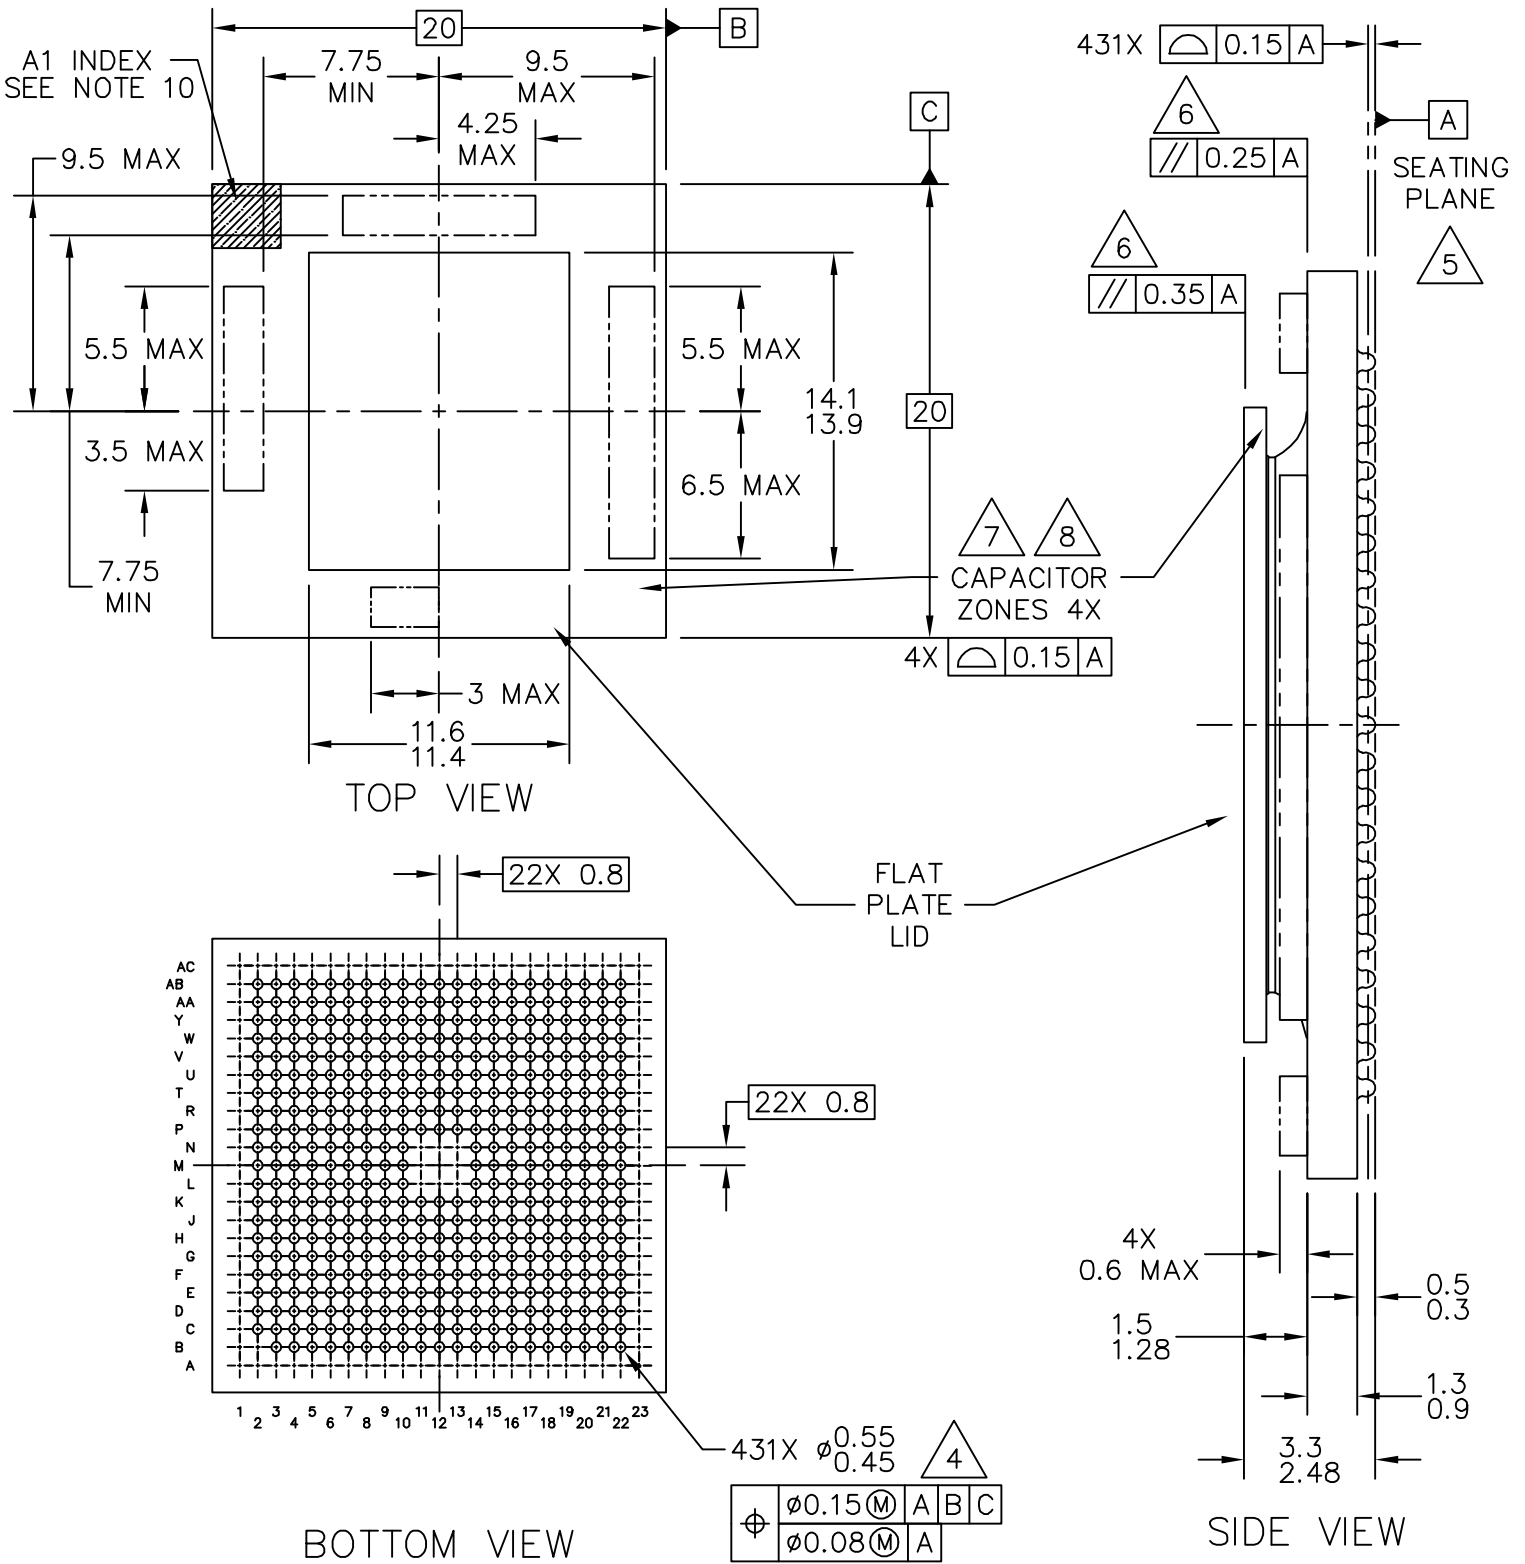 20
B
A1 INDEX
SEE NOTE 10
7.75
MIN
9.5
MAX
4.25
MAX
C
9.5 MAX
5.5 MAX
3.5 MAX
7.75
MIN
5.5 MAX
6.5 MAX
14.1
13.9
20
7 8
CAPACITOR
ZONES 4X
4X 0.15 A
3 MAX
11.6
11.4
TOP VIEW
431X 0.15 A
6
// 0.25 A
A
SEATING
PLANE
5
6
// 0.35 A
FLAT
PLATE
LID
22X 0.8
AC
AB
AA
Y
W
V
U
T
R
P
N
M
L
K
J
H
G
F
E
D
C
B
A
22X 0.8
1 2 3 4 5 6 7 8 9 10 11 12 13 14 15 16 17 18 19 20 21 22 23
431X ⌀0.55
0.45
4
⌖ ⌀0.15Ⓜ A B C
⌀0.08Ⓜ A
BOTTOM VIEW
4X
0.6 MAX
0.5
0.3
1.5
1.28
1.3
0.9
3.3
2.48
SIDE VIEW